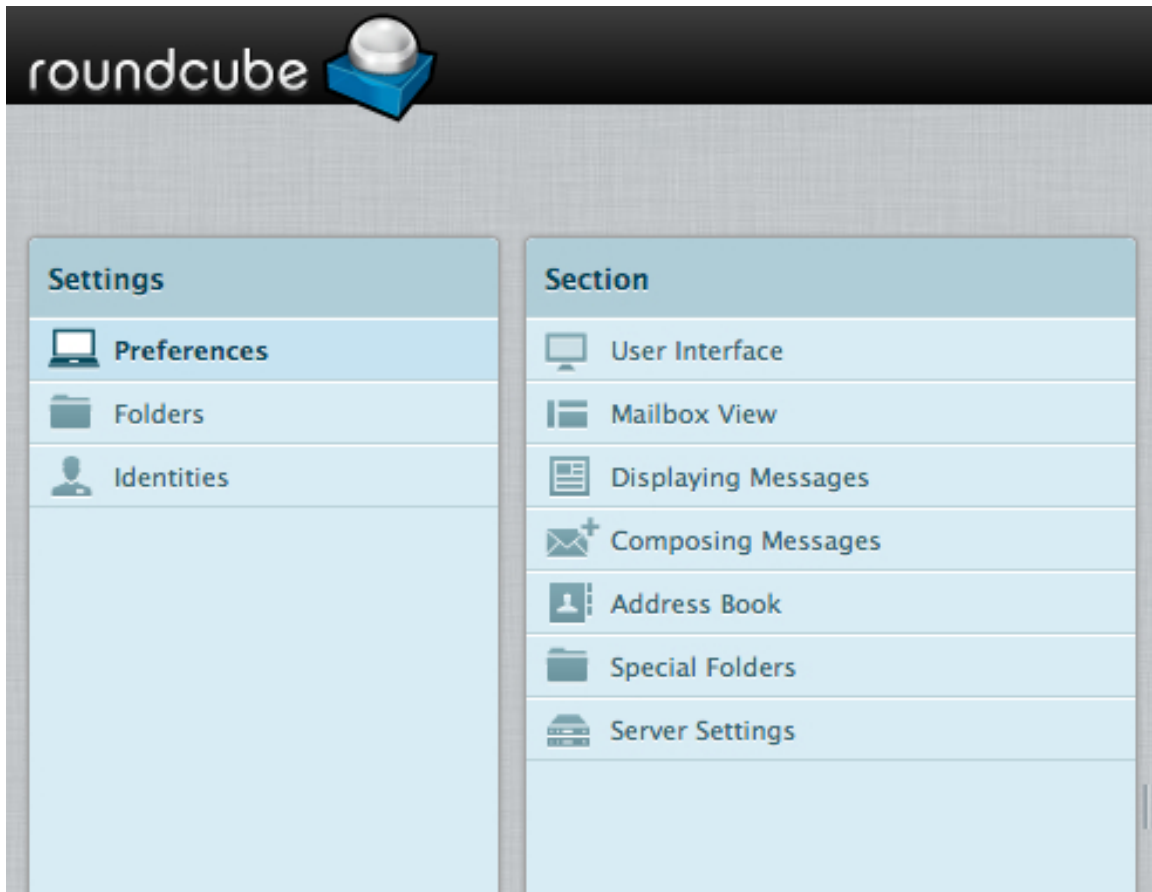 roundcube
Settings
Preferences
Folders
Identities
Section
User Interface
Mailbox View
Displaying Messages
Composing Messages
Address Book
Special Folders
Server Settings